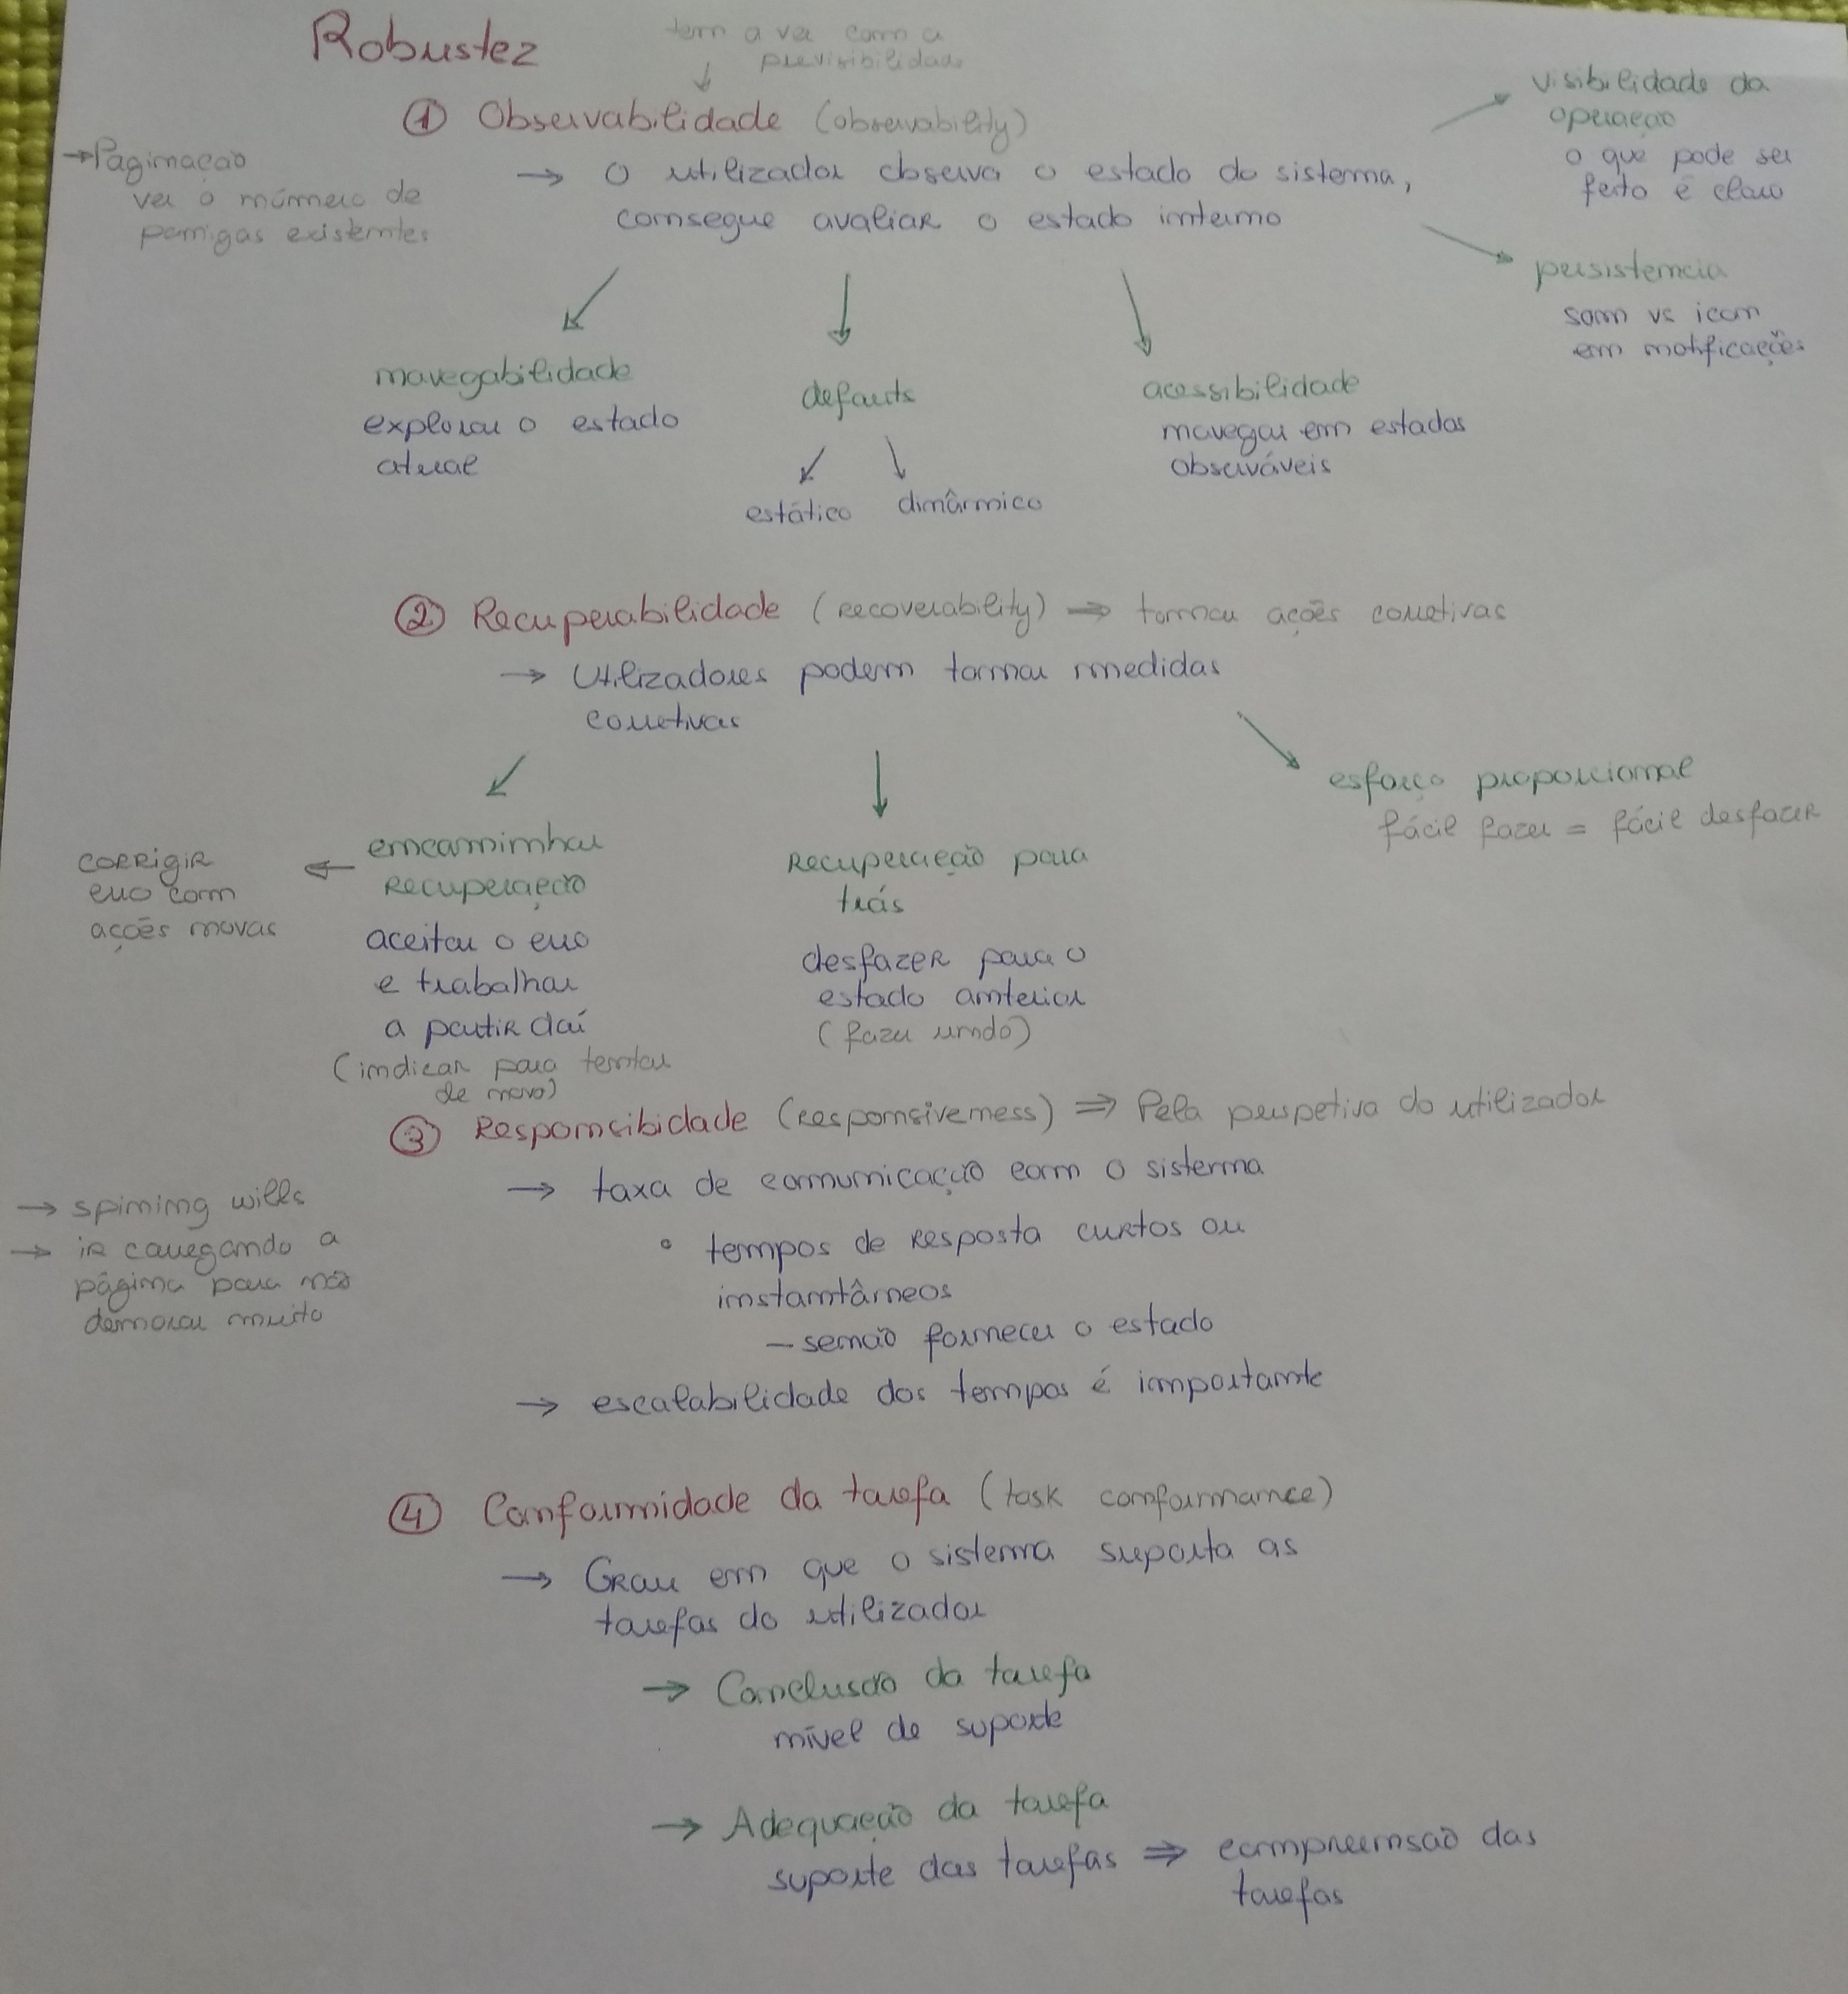 Robustez
tem a ver com a
previsibilidade
↓
① Observabilidade (observability)
→ Paginação
ver o número de
pamigas existentes
→ O utilizador observa o estado do sistema,
consegue avaliar o estado interno
visibilidade da
operação
o que pode ser
feito é claro
persistencia
som vs icon
em notificações
navegabilidade
explorar o estado
atual
defauts
estático dinâmico
acessibilidade
navegar em estados
observáveis
② Recuperabilidade (recoverability) ⇒ tomar ações corretivas
→ Utilizadores podem tomar medidas
corretivas
esforço proporcional
fácil fazer = fácil desfazer
encaminhar
recuperação
aceitar o erro
e trabalhar
a partir daí
(indicar para tentar
de novo)
corrigir
erro com
ações novas
recuperação para
trás
desfazer para o
estado anterior
(fazer undo)
③ Responsibidade (responsiveness) ⇒ Pela perspetiva do utilizador
→ taxa de comunicação com o sistema
→ spining wills
→ ir carregando a
página para não
demorar muito
° tempos de resposta curtos ou
instantâneos
— senão fornecer o estado
→ escalabilidade dos tempos é importante
④ Conformidade da tarefa (task conformance)
→ Grau em que o sistema suporta as
tarefas do utilizador
→ Conclusão da tarefa
nível de suporte
→ Adequação da tarefa
suporte das tarefas ⇒ compreensão das
tarefas